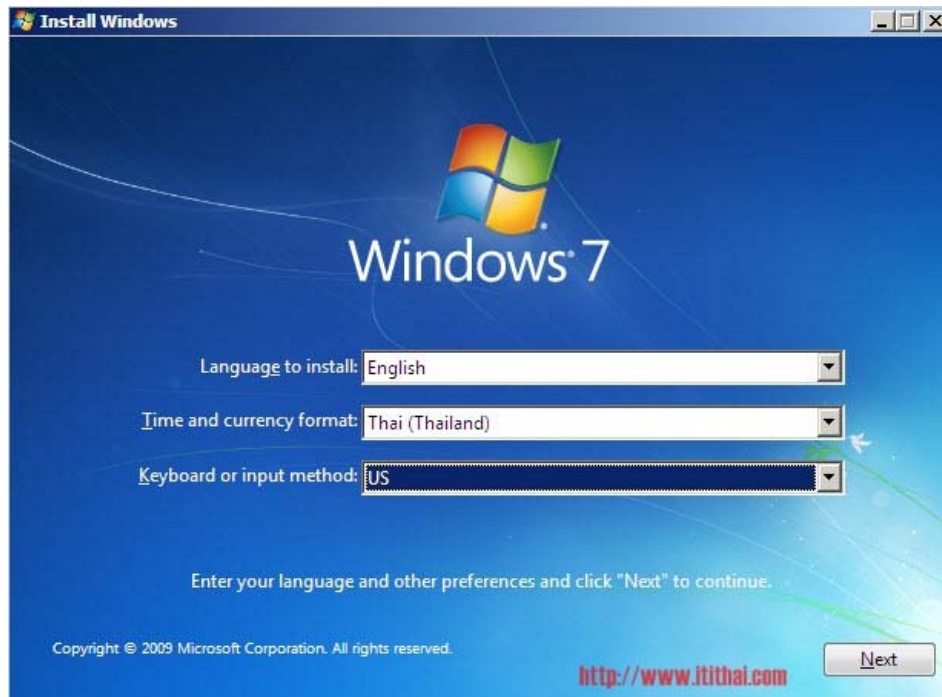 Install Windows
Windows 7
Language to install: English
Time and currency format: Thai (Thailand)
Keyboard or input method: US
Enter your language and other preferences and click "Next" to continue.
Copyright © 2009 Microsoft Corporation. All rights reserved.
http://www.itithai.com
Next